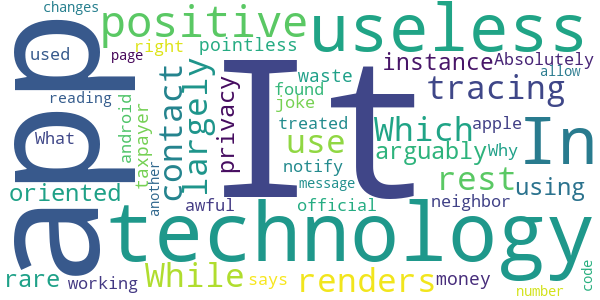 changes
positive
useless
used
page
right
pointless
instance
Absolutely
allow
reading
app
It
waste
found
joke
tracing
android
taxpayer
contact
largely
privacy
treated
use
Which
apple
Why
In
What
another
notify
arguably
rest
using
oriented
message
awful
official
neighbor
technology
rare
working
While
says
renders
money
number
code